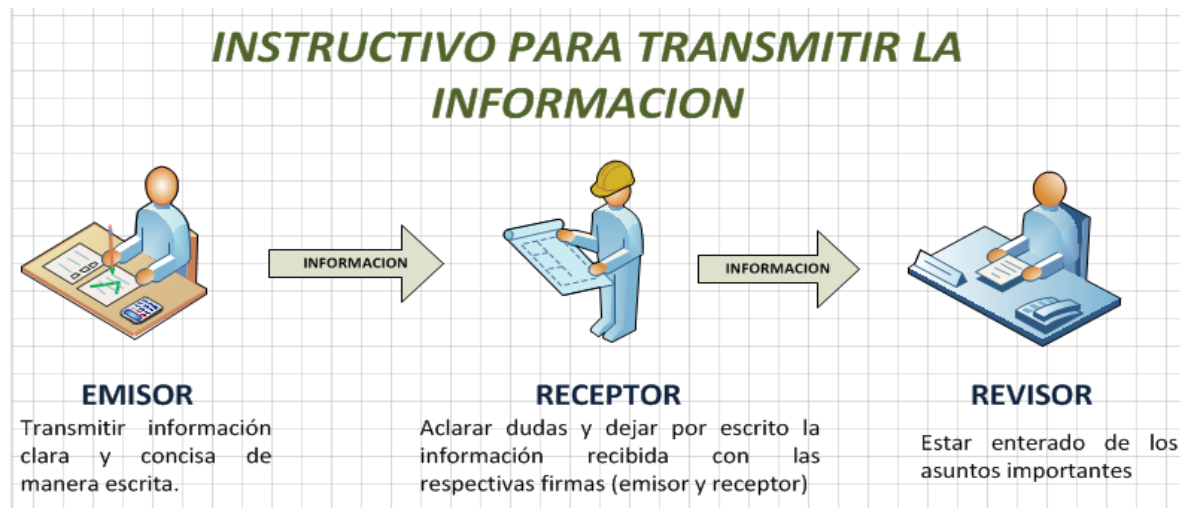 INSTRUCTIVO PARA TRANSMITIR LA
INFORMACION
INFORMACION
INFORMACION
EMISOR
Transmitir información
clara y concisa de
manera escrita.
RECEPTOR
Aclarar dudas y dejar por escrito la
información recibida con las
respectivas firmas (emisor y receptor)
REVISOR
Estar enterado de los
asuntos importantes